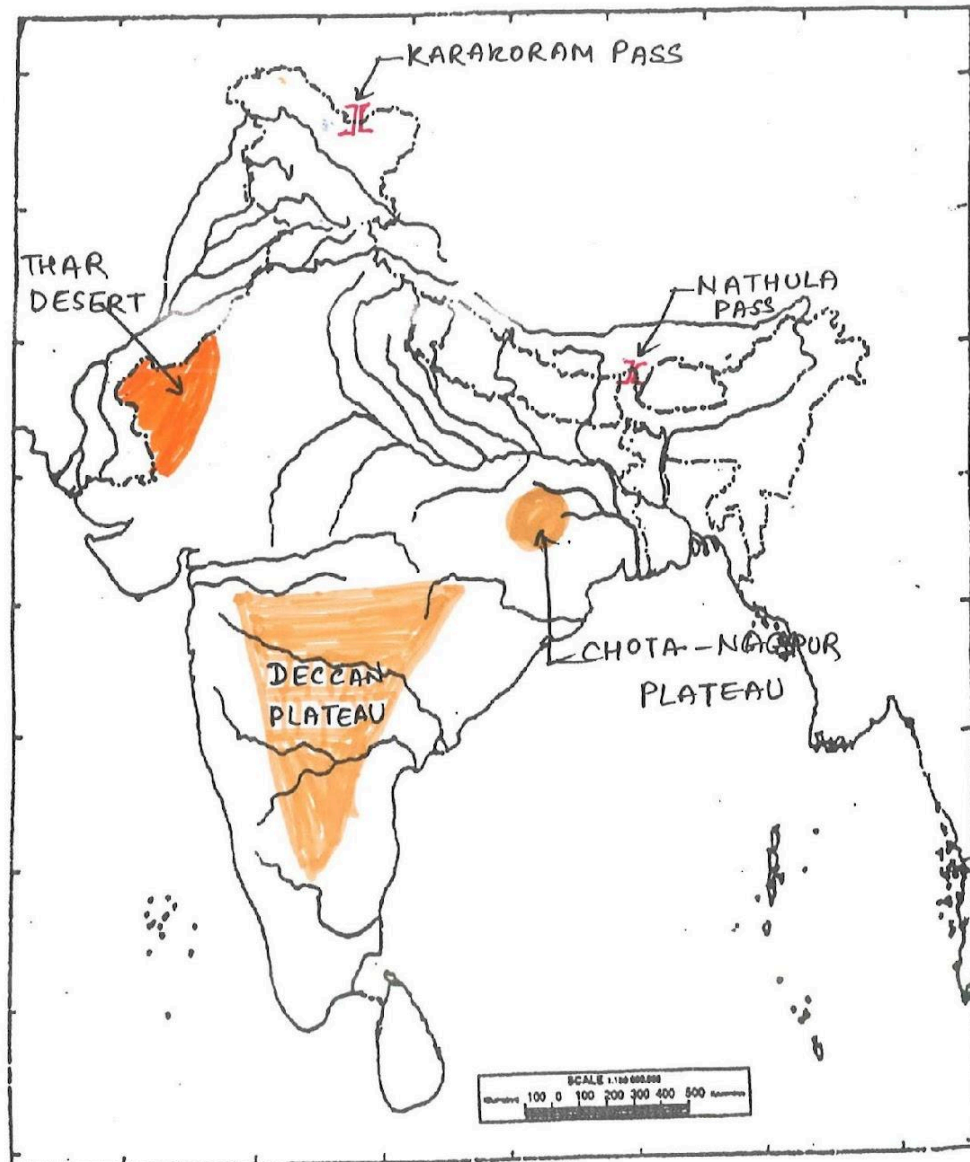 KARAKORAM PASS
THAR
DESERT
NATHULA
PASS
CHOTA-NAGPUR
PLATEAU
DECCAN
PLATEAU
SCALE
100 0 100 200 300 400 500